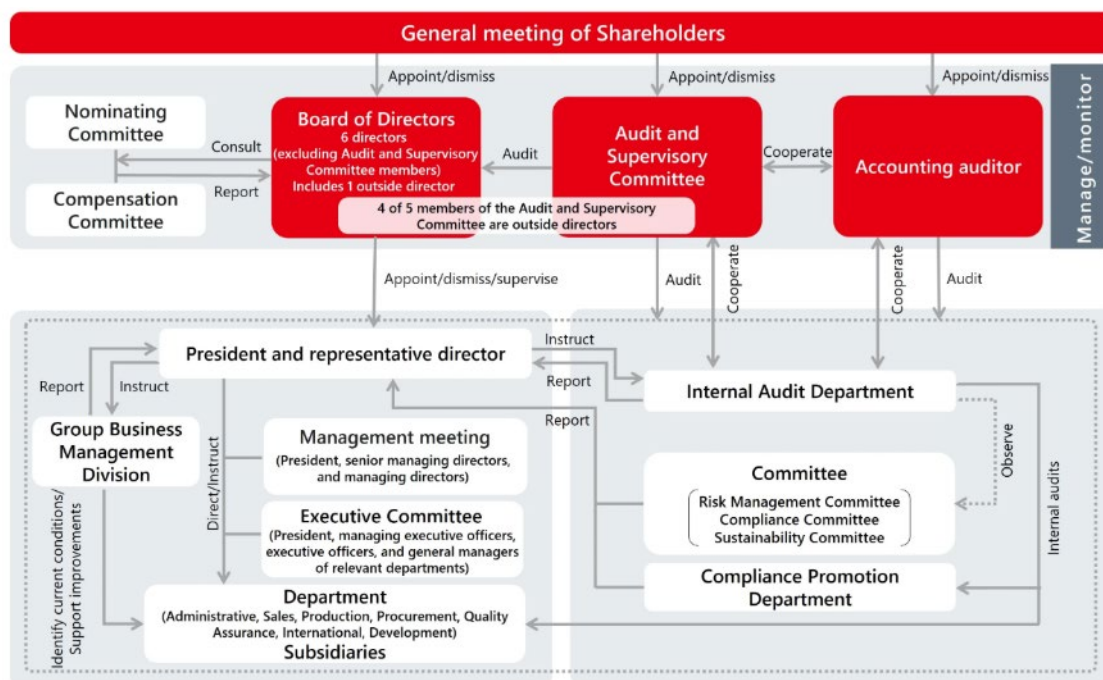 General meeting of Shareholders
Appoint/dismiss
Appoint/dismiss
Appoint/dismiss
Manage/monitor
Nominating
Committee
Consult
Report
Compensation
Committee
Board of Directors
6 directors
(excluding Audit and Supervisory
Committee members)
Includes 1 outside director
Audit
Audit and
Supervisory
Committee
Cooperate
Accounting auditor
4 of 5 members of the Audit and Supervisory
Committee are outside directors
Appoint/dismiss/supervise
Audit
Cooperate
Cooperate
Audit
President and representative director
Instruct
Report
Report
Internal Audit Department
Report
Instruct
Group Business
Management
Division
Direct/Instruct
Management meeting
(President, senior managing directors,
and managing directors)
Executive Committee
(President, managing executive officers,
executive officers, and general managers
of relevant departments)
Identify current conditions/
Support improvements
Department
(Administrative, Sales, Production, Procurement, Quality
Assurance, International, Development)
Subsidiaries
Observe
Committee
Risk Management Committee
Compliance Committee
Sustainability Committee
Internal audits
Compliance Promotion
Department